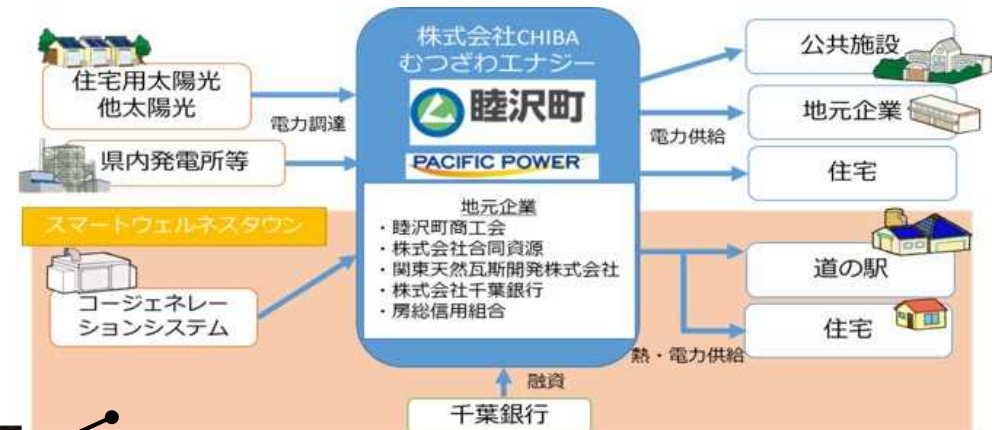 住宅用太陽光
他太陽光
県内発電所等
電力調達
スマートウェルネスタウン
コージェネレー
ションシステム
株式会社CHIBA
むつざわエナジー
睦沢町
PACIFIC POWER
地元企業
・睦沢町商工会
・株式会社合同資源
・関東天然瓦斯開発株式会社
・株式会社千葉銀行
・房総信用組合
融資
千葉銀行
電力供給
公共施設
地元企業
住宅
道の駅
住宅
熱・電力供給